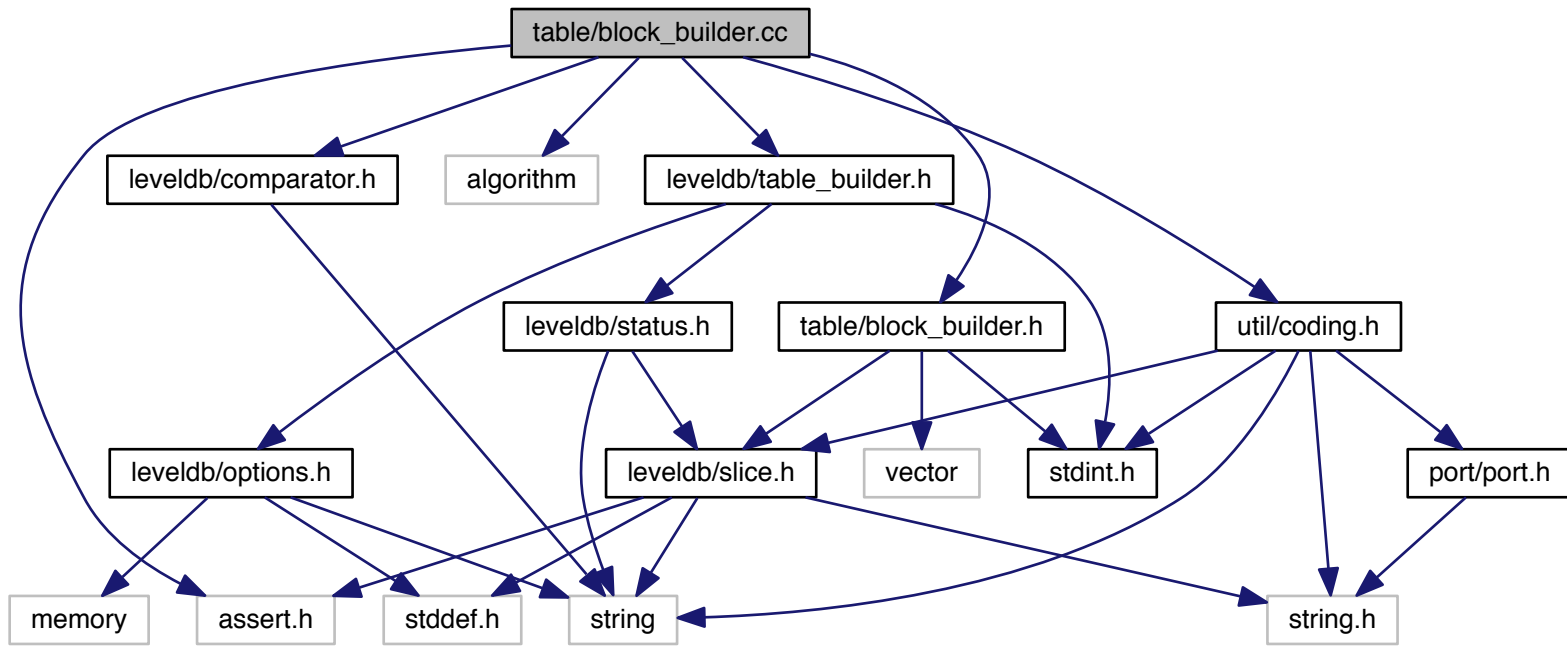 table/block_builder.cc
leveldb/comparator.h
algorithm
leveldb/table_builder.h
leveldb/status.h
table/block_builder.h
util/coding.h
leveldb/options.h
leveldb/slice.h
vector
stdint.h
port/port.h
memory
assert.h
stddef.h
string
string.h